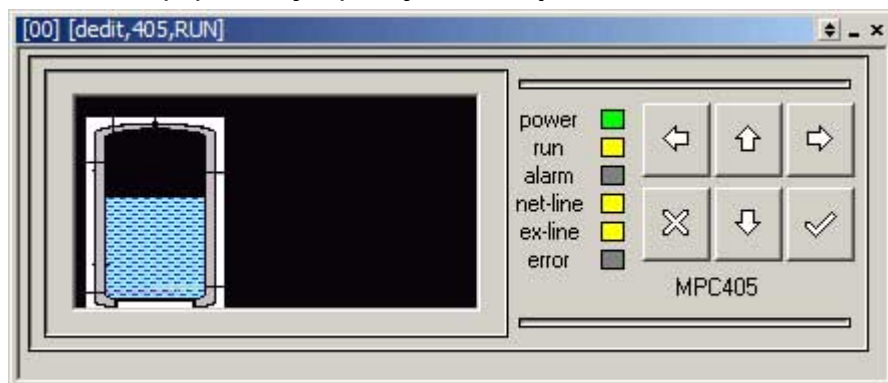 [00] [dedit,405,RUN]
power
run
alarm
net-line
ex-line
error
MPC405